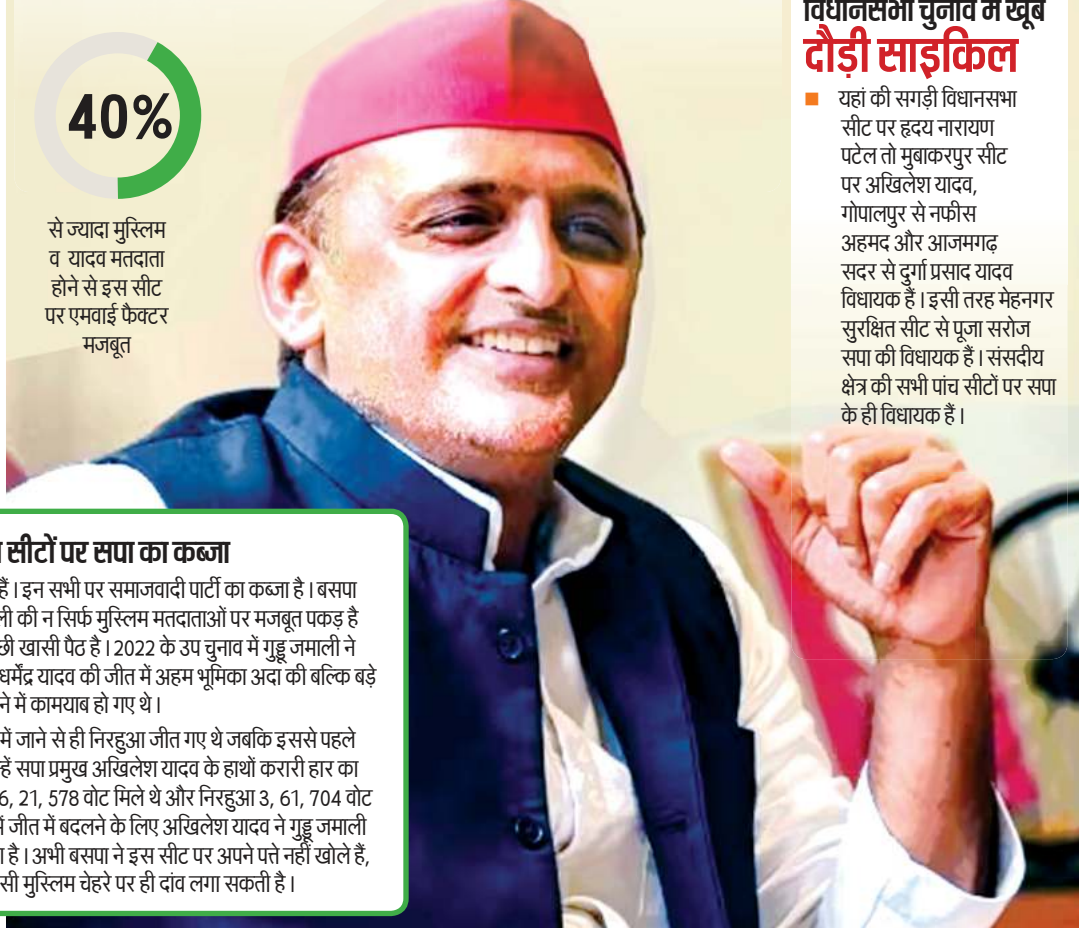 40%
से ज्यादा मुस्लिम
व यादव मतदाता
होने से इस सीट
पर एमवाई फैक्टर
मजबूत
विधानसभा चुनाव में खूब
दौड़ी साइकिल
यहां की सगड़ी विधानसभा
सीट पर हृदय नारायण
पटेल तो मुबाकरपुर सीट
पर अखिलेश यादव,
गोपालपुर से नफीस
अहमद और आजमगढ़
सदर से दुर्गा प्रसाद यादव
विधायक हैं। इसी तरह मेहनगर
सुरक्षित सीट से पूजा सरोज
सपा की विधायक हैं। संसदीय
क्षेत्र की सभी पांच सीटों पर सपा
के ही विधायक हैं।
सीटों पर सपा का कब्जा
हैं। इन सभी पर समाजवादी पार्टी का कब्जा है। बसपा
ली की न सिर्फ मुस्लिम मतदाताओं पर मजबूत पकड़ है
छी खासी पैठ है। 2022 के उप चुनाव में गुड्डू जमाली ने
धर्मेंद्र यादव की जीत में अहम भूमिका अदा की बल्कि बड़े
ने में कामयाब हो गए थे।
में जाने से ही निरहुआ जीत गए थे जबकि इससे पहले
हें सपा प्रमुख अखिलेश यादव के हाथों करारी हार का
6, 21, 578 वोट मिले थे और निरहुआ 3, 61, 704 वोट
में जीत में बदलने के लिए अखिलेश यादव ने गुड्डू जमाली
है। अभी बसपा ने इस सीट पर अपने पत्ते नहीं खोले हैं,
सी मुस्लिम चेहरे पर ही दांव लगा सकती है।